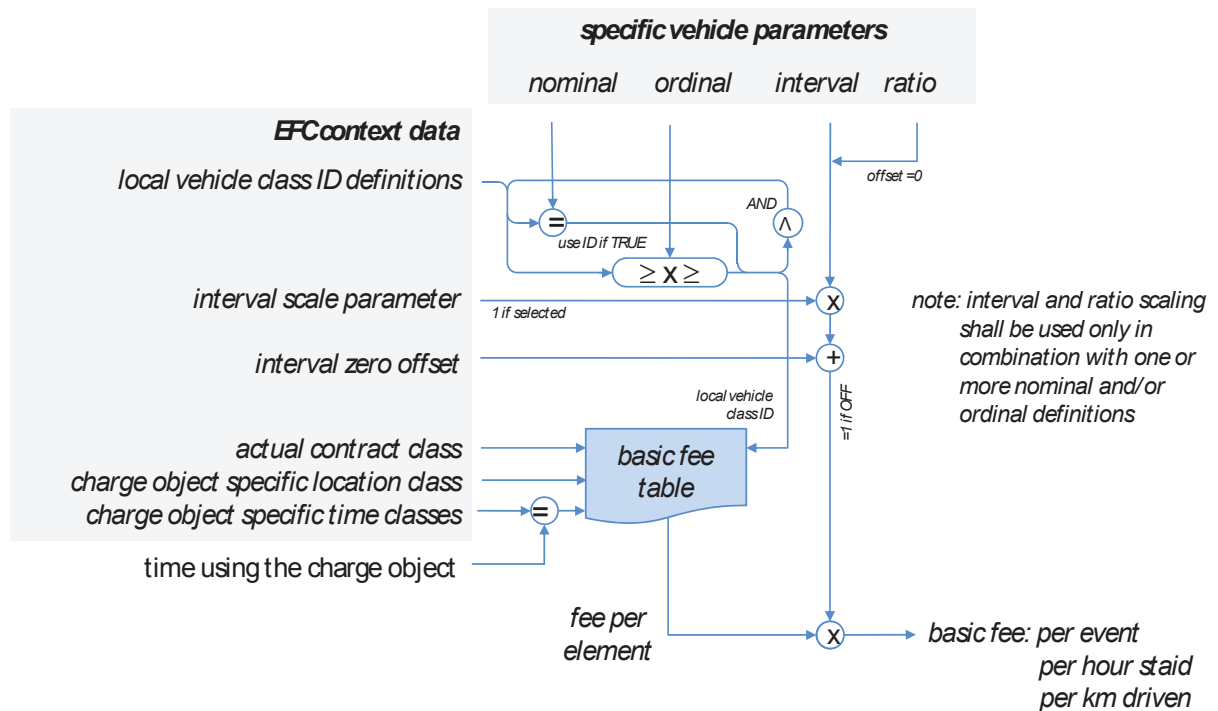 specific vehicle parameters
nominal ordinal interval ratio
EFC context data
local vehicle class ID definitions
offset =0
AND
=
∧
use ID if TRUE
≥ x ≥
interval scale parameter
1 if selected
x
note: interval and ratio scaling
shall be used only in
combination with one or
more nominal and/or
ordinal definitions
interval zero offset
+
local vehicle
class ID
=1 if OFF
actual contract class
basic fee
table
charge object specific location class
charge object specific time classes
=
time using the charge object
fee per
element
x
basic fee: per event
per hour staid
per km driven